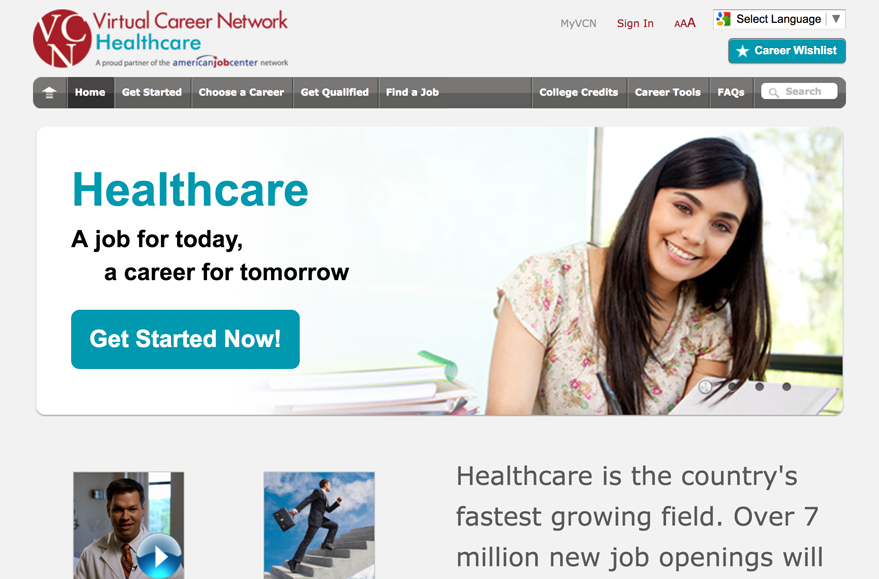 VCN
Virtual Career Network
Healthcare
A proud partner of the americanjobcenter network
MyVCN Sign In AAA
Select Language ▼
Career Wishlist
Home Get Started Choose a Career Get Qualified Find a Job College Credits Career Tools FAQs Search
Healthcare
A job for today,
a career for tomorrow
Get Started Now!
Healthcare is the country's
fastest growing field. Over 7
million new job openings will